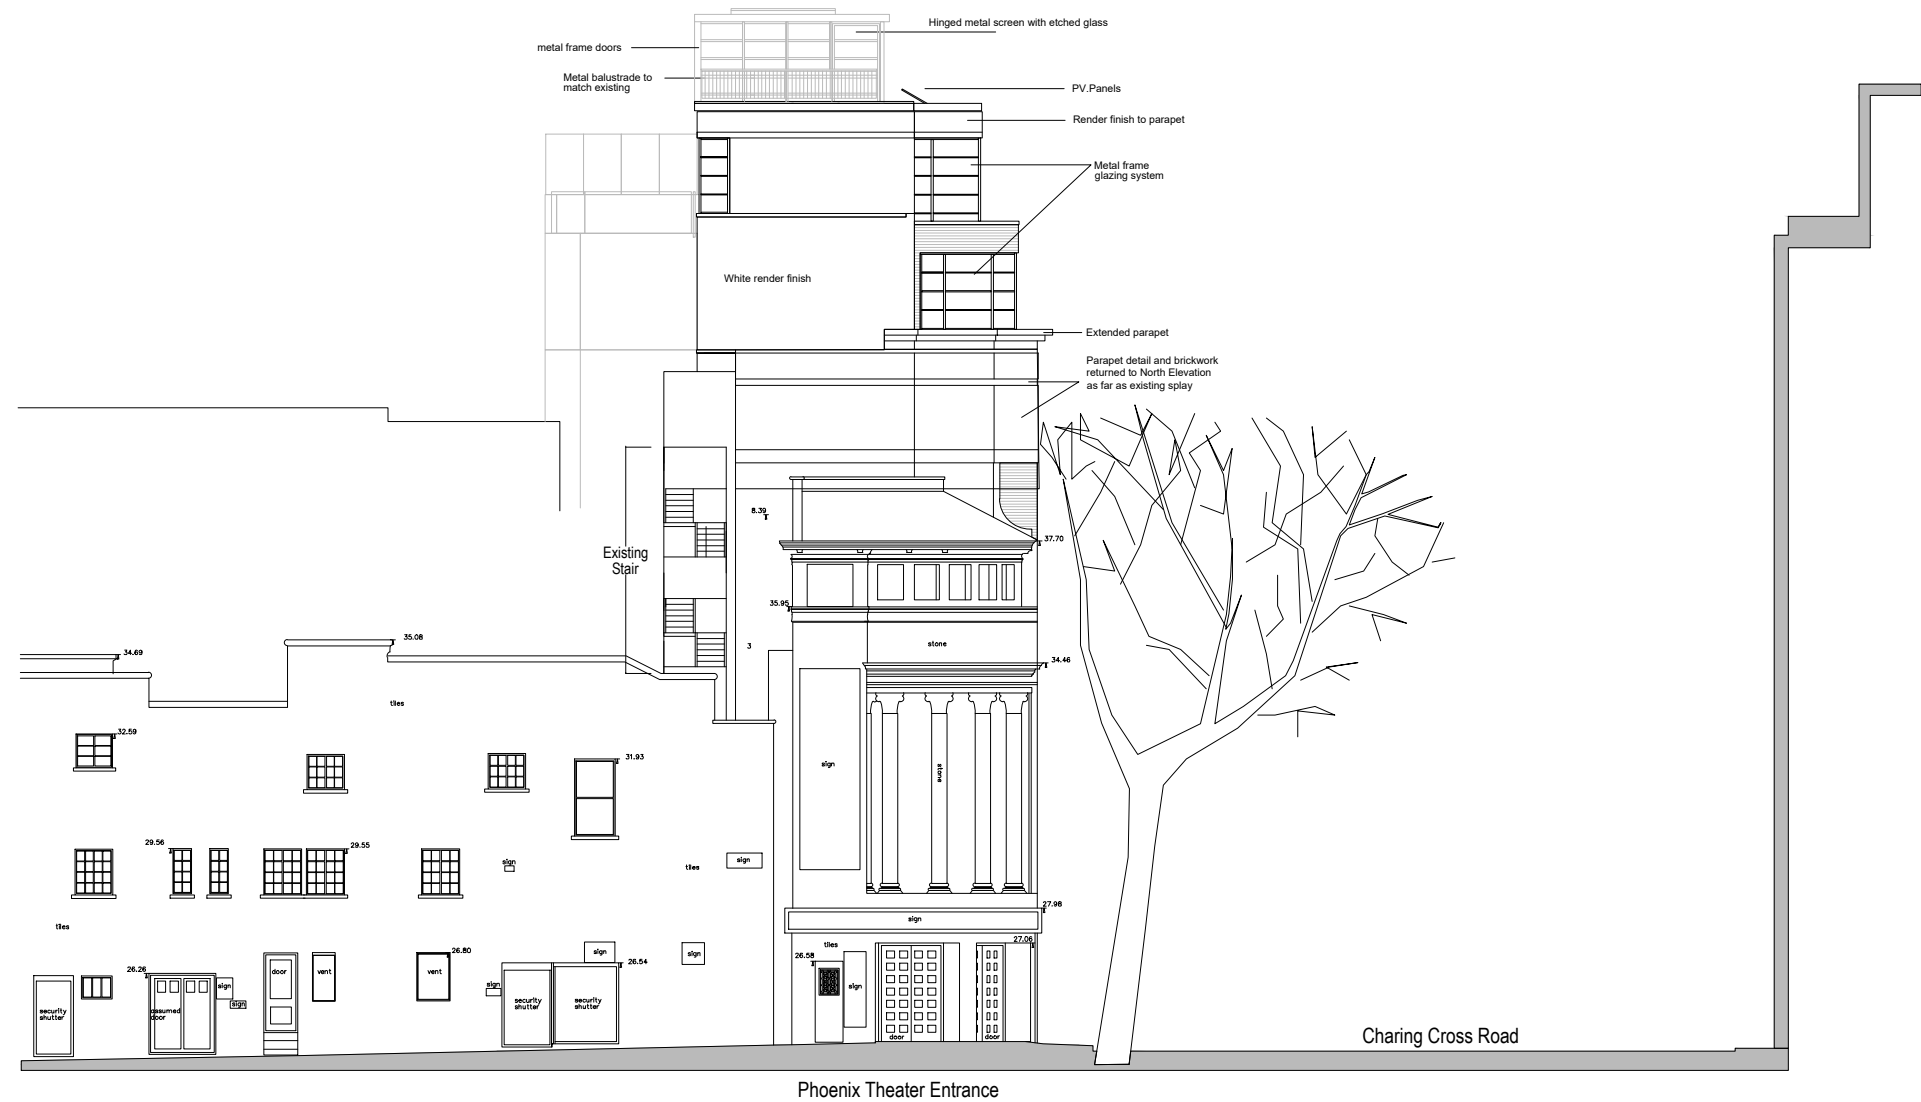 Hinged metal screen with etched glass
metal frame doors
Metal balustrade to
match existing
PV.Panels
Render finish to parapet
Metal frame
glazing system
White render finish
Extended parapet
Parapet detail and brickwork
returned to North Elevation
as far as existing splay
8.39
37.70
Existing
Stair
35.95
35.08
34.69
3
stone
34.46
tiles
32.59
31.93
sign
stone
29.56
29.55
sign
sign
tiles
27.98
sign
tiles
26.80
sign
sign
tiles
27.06
26.58
26.54
26.26
door
vent
vent
sign
sign
sign
sign
security
shutter
assumed
door
security
shutter
security
shutter
door
door
Charing Cross Road
Phoenix Theater Entrance